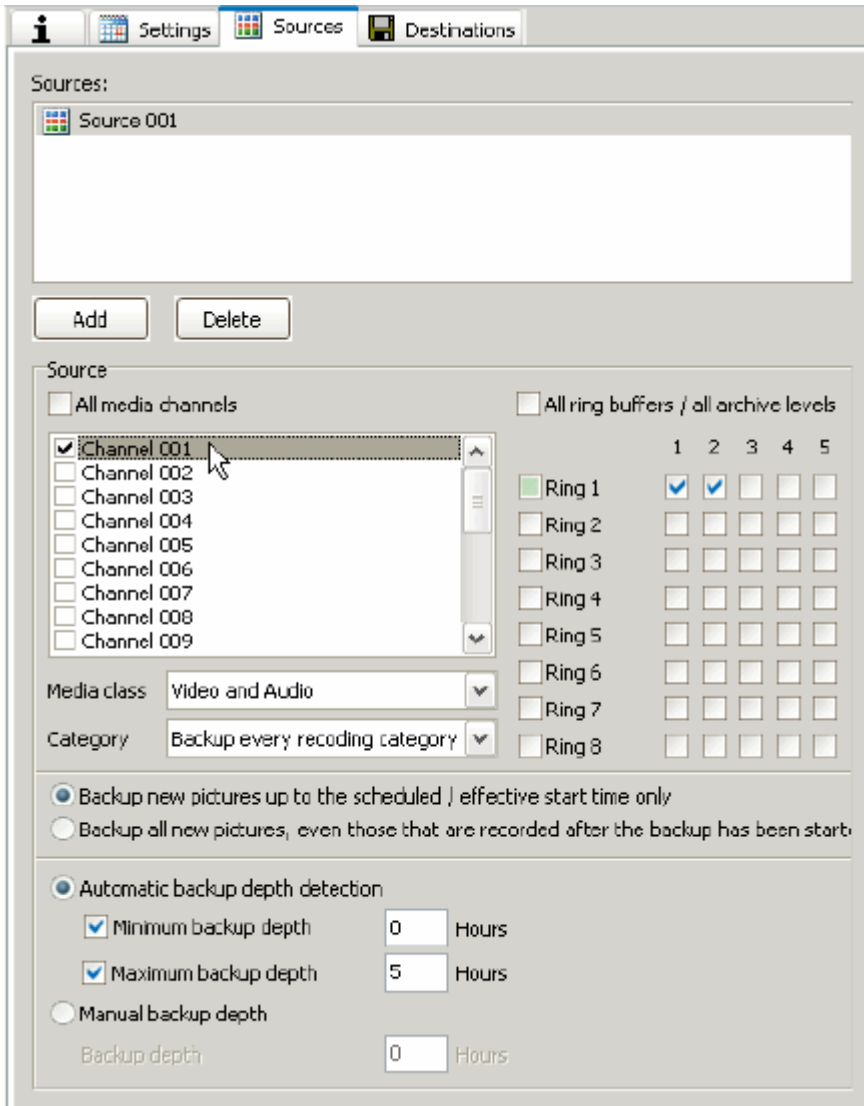 i Settings Sources Destinations
Sources:
Source 001
Add Delete
Source
All media channels
All ring buffers / all archive levels
Channel 001
Channel 002
Channel 003
Channel 004
Channel 005
Channel 006
Channel 007
Channel 008
Channel 009
1 2 3 4 5
Ring 1
Ring 2
Ring 3
Ring 4
Ring 5
Ring 6
Ring 7
Ring 8
Media class Video and Audio
Category Backup every recoding category
Backup new pictures up to the scheduled / effective start time only
Backup all new pictures, even those that are recorded after the backup has been starte
Automatic backup depth detection
Minimum backup depth 0 Hours
Maximum backup depth 5 Hours
Manual backup depth
Backup depth 0 Hours